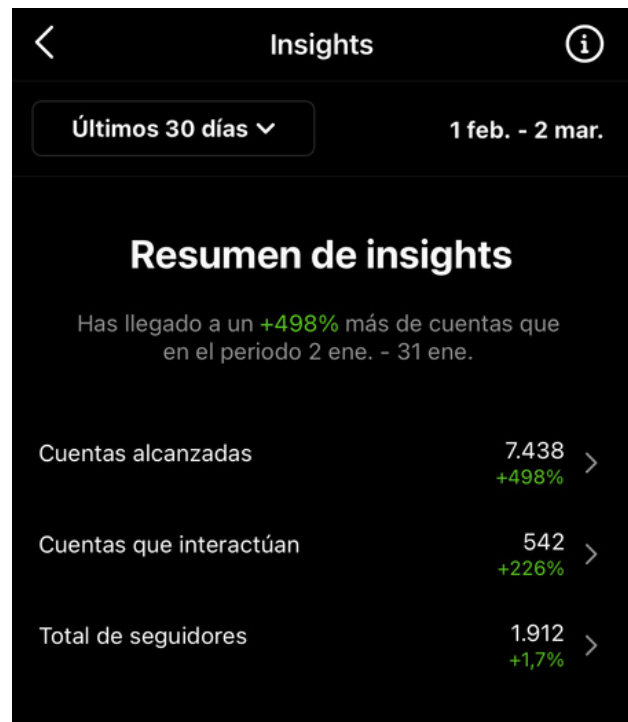 Insights
Últimos 30 días
1 feb. - 2 mar.
Resumen de insights
Has llegado a un +498% más de cuentas que
en el periodo 2 ene. - 31 ene.
Cuentas alcanzadas
7.438
+498%
Cuentas que interactúan
542
+226%
Total de seguidores
1.912
+1,7%